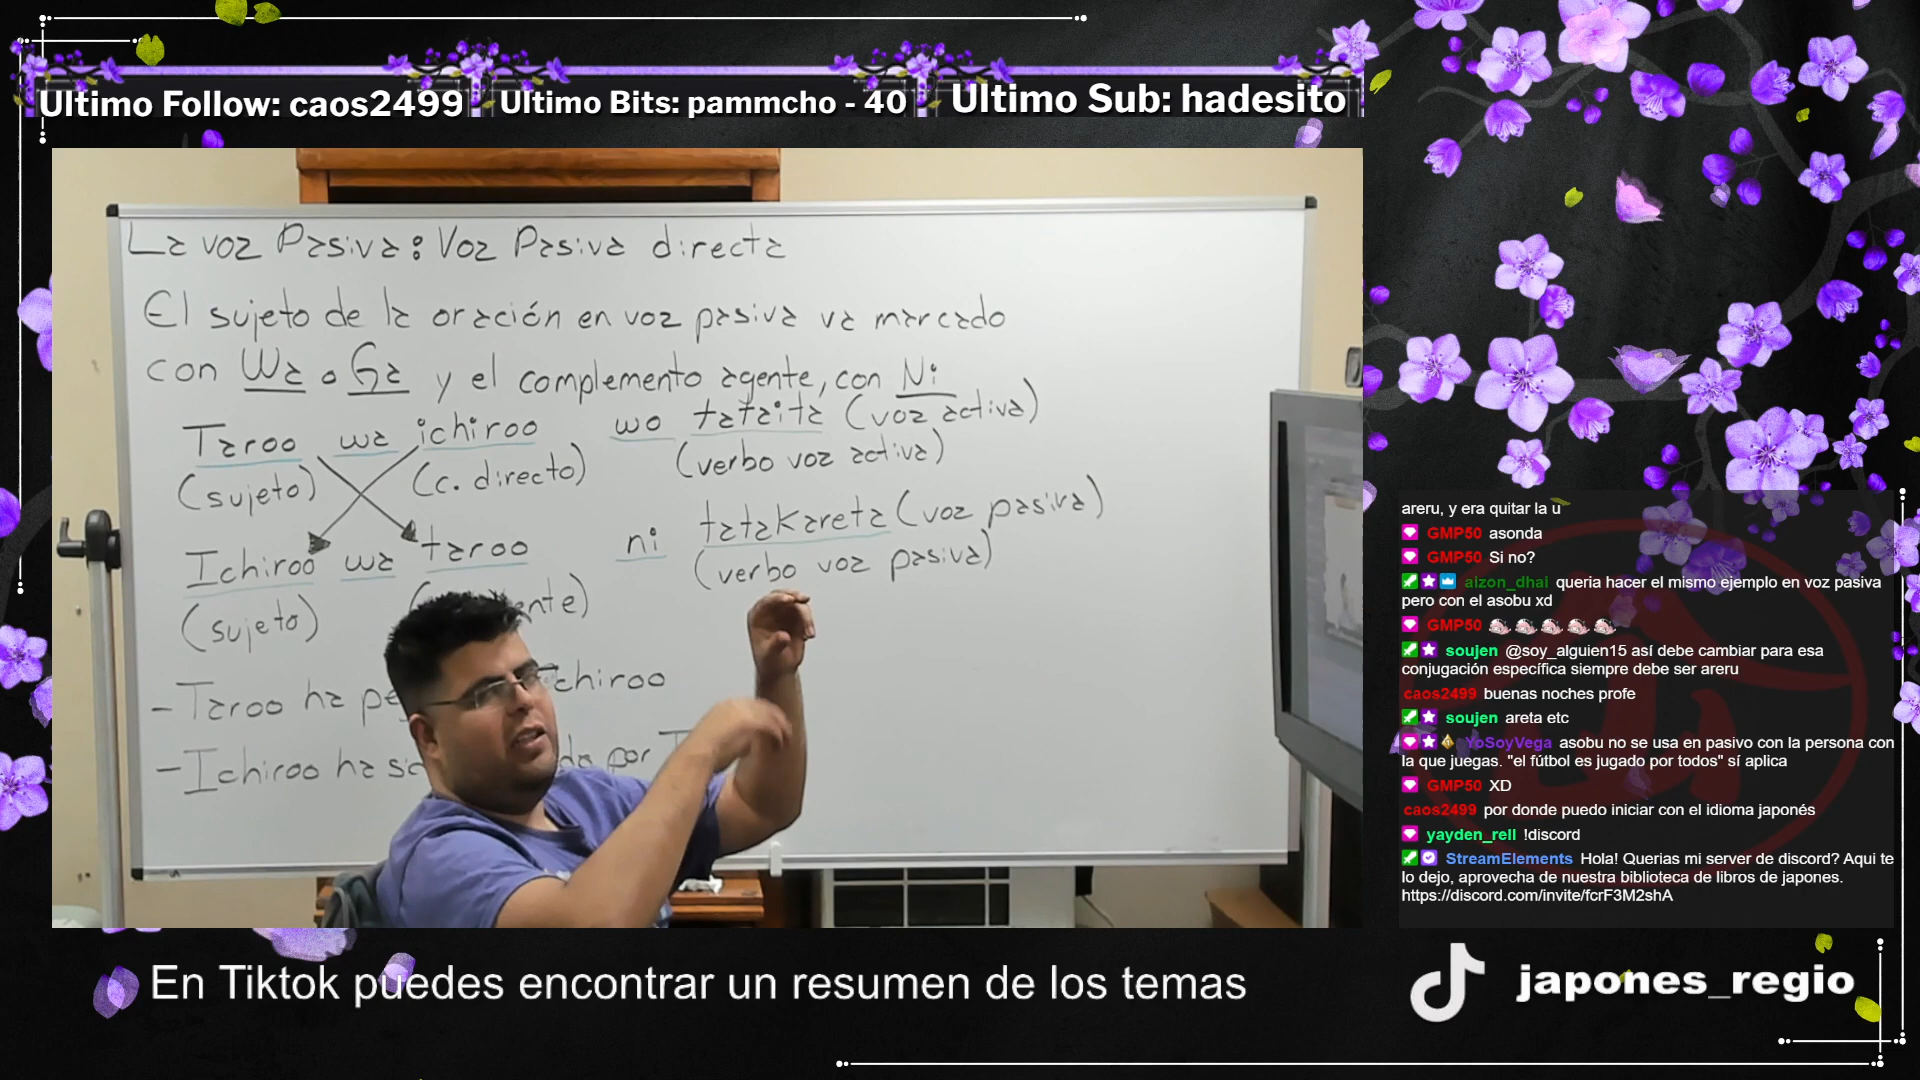 Ultimo Follow: caos2499
Ultimo Bits: pammcho - 40
Ultimo Sub: hadesito
La voz Pasiva: Voz Pasiva directa
El sujeto de la oración en voz pasiva va marcado
con Wa o Ga y el complemento agente, con Ni
Taroo wa ichiroo wo tataita (voz activa)
(sujeto) (c. directo) (verbo voz activa)
Ichiroo wa taroo ni tatakareta (voz pasiva)
(sujeto) (verbo voz pasiva)
- Taroo ha ichiroo
- Ichiroo ha por
areru, y era quitar la u
GMP50 asonda
GMP50 Si no?
aizon_dhai queria hacer el mismo ejemplo en voz pasiva
pero con el asobu xd
GMP50
soujen @soy_alguien15 así debe cambiar para esa
conjugación específica siempre debe ser areru
caos2499 buenas noches profe
soujen areta etc
YoSoyVega asobu no se usa en pasivo con la persona con
la que juegas. "el fútbol es jugado por todos" sí aplica
GMP50 XD
caos2499 por donde puedo iniciar con el idioma japonés
yayden_rell !discord
StreamElements Hola! Querias mi server de discord? Aqui te
lo dejo, aprovecha de nuestra biblioteca de libros de japones.
https://discord.com/invite/fcrF3M2shA
En Tiktok puedes encontrar un resumen de los temas
japones_regio